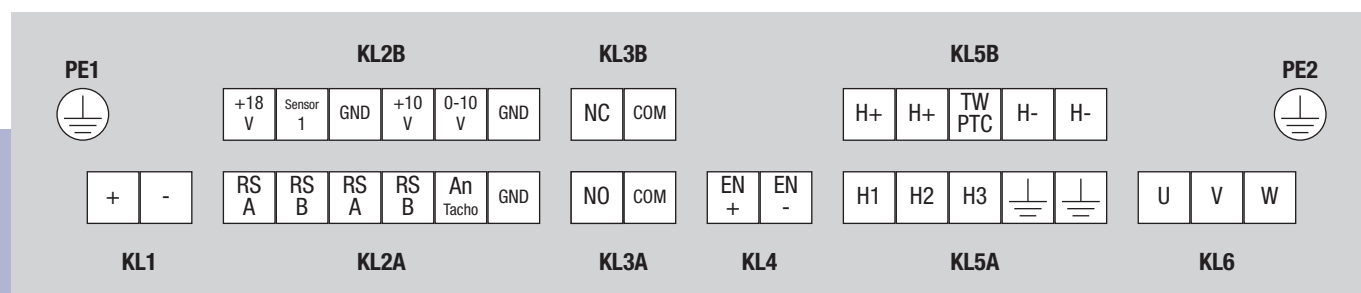 KL2B KL3B KL5B
PE1 PE2
+18 V Sensor 1 GND +10 V 0-10 V GND NC COM H+ H+ TW PTC H- H-
+ - RS A RS B RS A RS B An Tacho GND NO COM EN + EN - H1 H2 H3 U V W
KL1 KL2A KL3A KL4 KL5A KL6